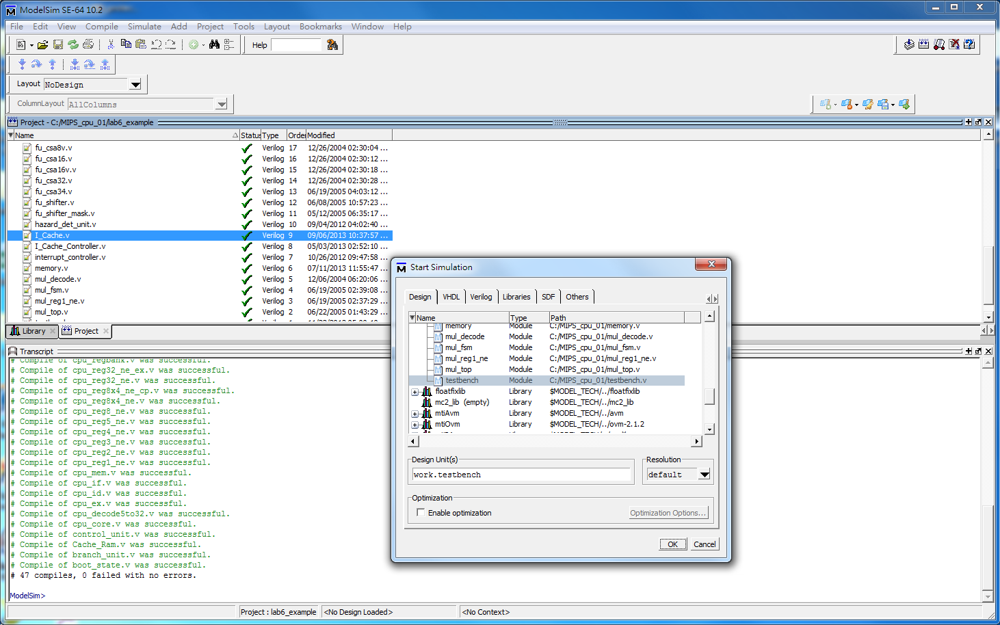 ModelSim SE-64 10.2
File Edit View Compile Simulate Add Project Tools Layout Bookmarks Window Help
Help
Layout NoDesign
ColumnLayout AllColumns
Project - C:/MIPS_cpu_01/lab6_example
Name Status Type Order Modified
fu_csa8v.v Verilog 17 12/26/2004 02:30:04 ...
fu_csa16.v Verilog 16 12/26/2004 02:30:12 ...
fu_csa16v.v Verilog 15 12/26/2004 02:30:18 ...
fu_csa32.v Verilog 14 12/26/2004 02:30:28 ...
fu_csa34.v Verilog 13 06/19/2005 04:03:12 ...
fu_shifter.v Verilog 12 06/08/2005 10:57:23 ...
fu_shifter_mask.v Verilog 11 05/12/2005 06:35:17 ...
hazard_det_unit.v Verilog 10 09/04/2012 04:02:40 ...
I_Cache.v Verilog 9 09/06/2013 10:37:57 ...
I_Cache_Controller.v Verilog 8 05/03/2013 02:52:10 ...
interrupt_controller.v Verilog 7 10/26/2012 09:47:58 ...
memory.v Verilog 6 07/11/2013 11:55:47 ...
mul_decode.v Verilog 5 12/06/2004 06:20:06 ...
mul_fsm.v Verilog 4 06/19/2005 02:39:08 ...
mul_reg1_ne.v Verilog 3 06/19/2005 02:37:29 ...
mul_top.v Verilog 2 06/22/2005 01:43:29 ...
Library Project
Transcript
# Compile of cpu_regbank.v was successful.
# Compile of cpu_reg32_ne_ex.v was successful.
# Compile of cpu_reg32_ne.v was successful.
# Compile of cpu_reg8x4_ne_cp.v was successful.
# Compile of cpu_reg8x4_ne.v was successful.
# Compile of cpu_reg8_ne.v was successful.
# Compile of cpu_reg5_ne.v was successful.
# Compile of cpu_reg4_ne.v was successful.
# Compile of cpu_reg3_ne.v was successful.
# Compile of cpu_reg2_ne.v was successful.
# Compile of cpu_reg1_ne.v was successful.
# Compile of cpu_mem.v was successful.
# Compile of cpu_if.v was successful.
# Compile of cpu_id.v was successful.
# Compile of cpu_ex.v was successful.
# Compile of cpu_decode5to32.v was successful.
# Compile of cpu_core.v was successful.
# Compile of control_unit.v was successful.
# Compile of Cache_Ram.v was successful.
# Compile of branch_unit.v was successful.
# Compile of boot_state.v was successful.
# 47 compiles, 0 failed with no errors.
ModelSim>
Project : lab6_example <No Design Loaded> <No Context>
Start Simulation
Design VHDL Verilog Libraries SDF Others
Name Type Path
memory Module C:/MIPS_cpu_01/memory.v
mul_decode Module C:/MIPS_cpu_01/mul_decode.v
mul_fsm Module C:/MIPS_cpu_01/mul_fsm.v
mul_reg1_ne Module C:/MIPS_cpu_01/mul_reg1_ne.v
mul_top Module C:/MIPS_cpu_01/mul_top.v
testbench Module C:/MIPS_cpu_01/testbench.v
floatfixlib Library $MODEL_TECH/../floatfixlib
mc2_lib (empty) Library $MODEL_TECH/../mc2_lib
mtiAvm Library $MODEL_TECH/../avm
mtiOvm Library $MODEL_TECH/../ovm-2.1.2
Design Unit(s)
work.testbench
Resolution
default
Optimization
Enable optimization
Optimization Options...
OK Cancel